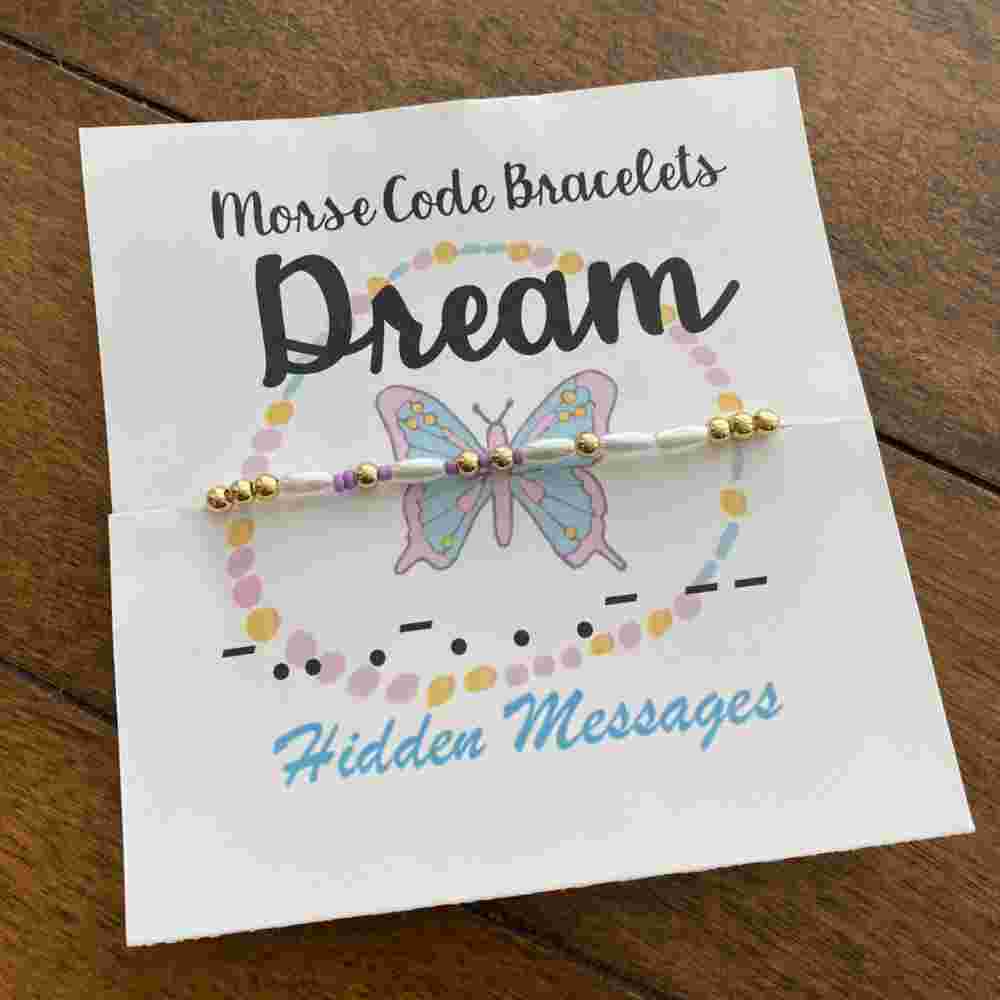 Morse Code Bracelets
Dream
-.. .-. . .- --
Hidden Messages